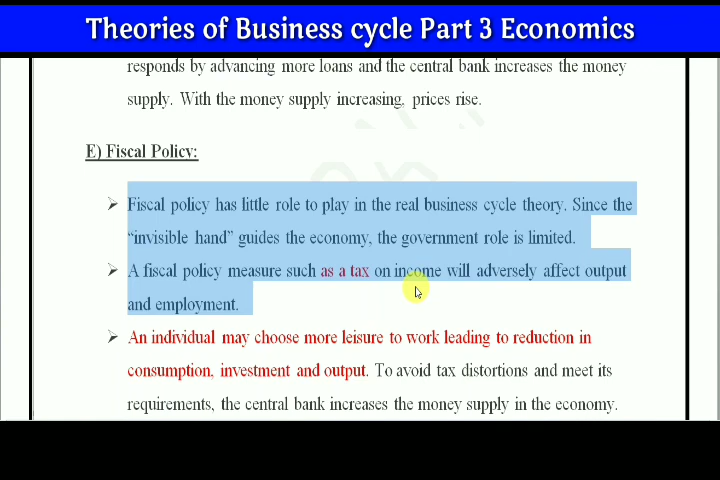 Theories of Business cycle Part 3 Economics
responds by advancing more loans and the central bank increases the money
supply. With the money supply increasing, prices rise.
E) Fiscal Policy:
➢ Fiscal policy has little role to play in the real business cycle theory. Since the
“invisible hand” guides the economy, the government role is limited.
➢ A fiscal policy measure such as a tax on income will adversely affect output
and employment.
➢ An individual may choose more leisure to work leading to reduction in
consumption, investment and output. To avoid tax distortions and meet its
requirements, the central bank increases the money supply in the economy.